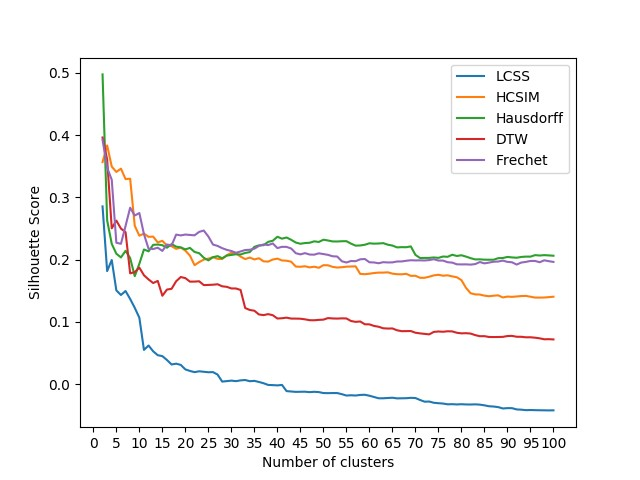 0.5
0.4
0.3
0.2
0.1
0.0
Silhouette Score
LCSS
HCSIM
Hausdorff
DTW
Frechet
0 5 10 15 20 25 30 35 40 45 50 55 60 65 70 75 80 85 90 95 100
Number of clusters